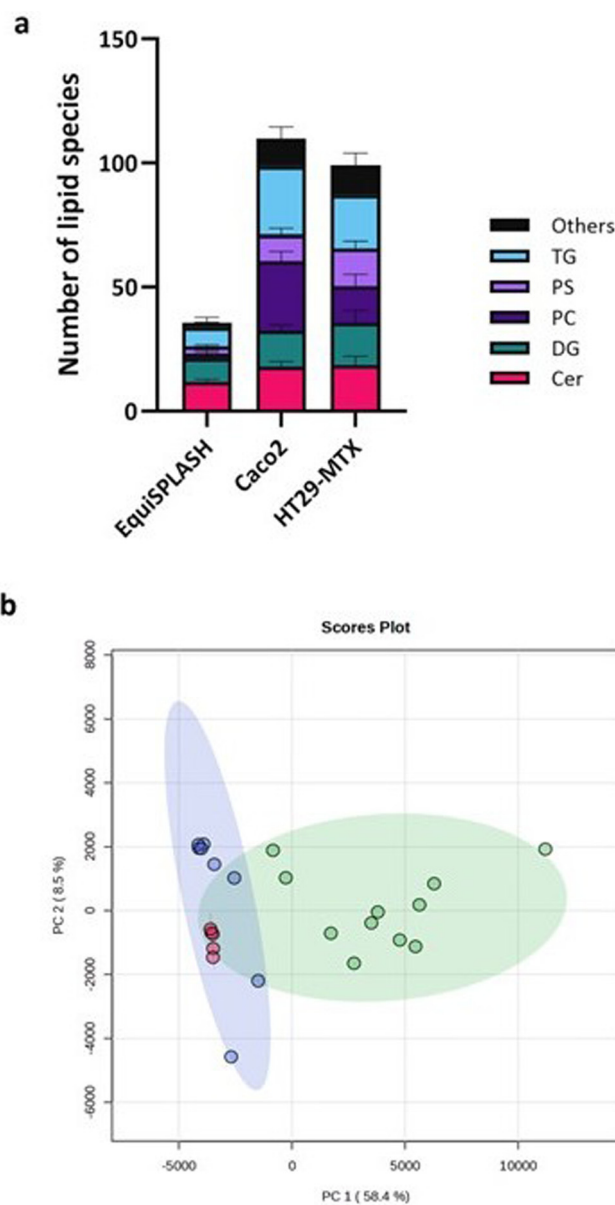 a
150
100
50
0
Number of lipid species
EquiSPLASH
Caco2
HT29-MTX
Others
TG
PS
PC
DG
Cer
b
Scores Plot
8000
6000
4000
2000
0
-2000
-4000
-6000
PC 2 ( 8.5 %)
-5000
0
5000
10000
PC 1 ( 58.4 %)